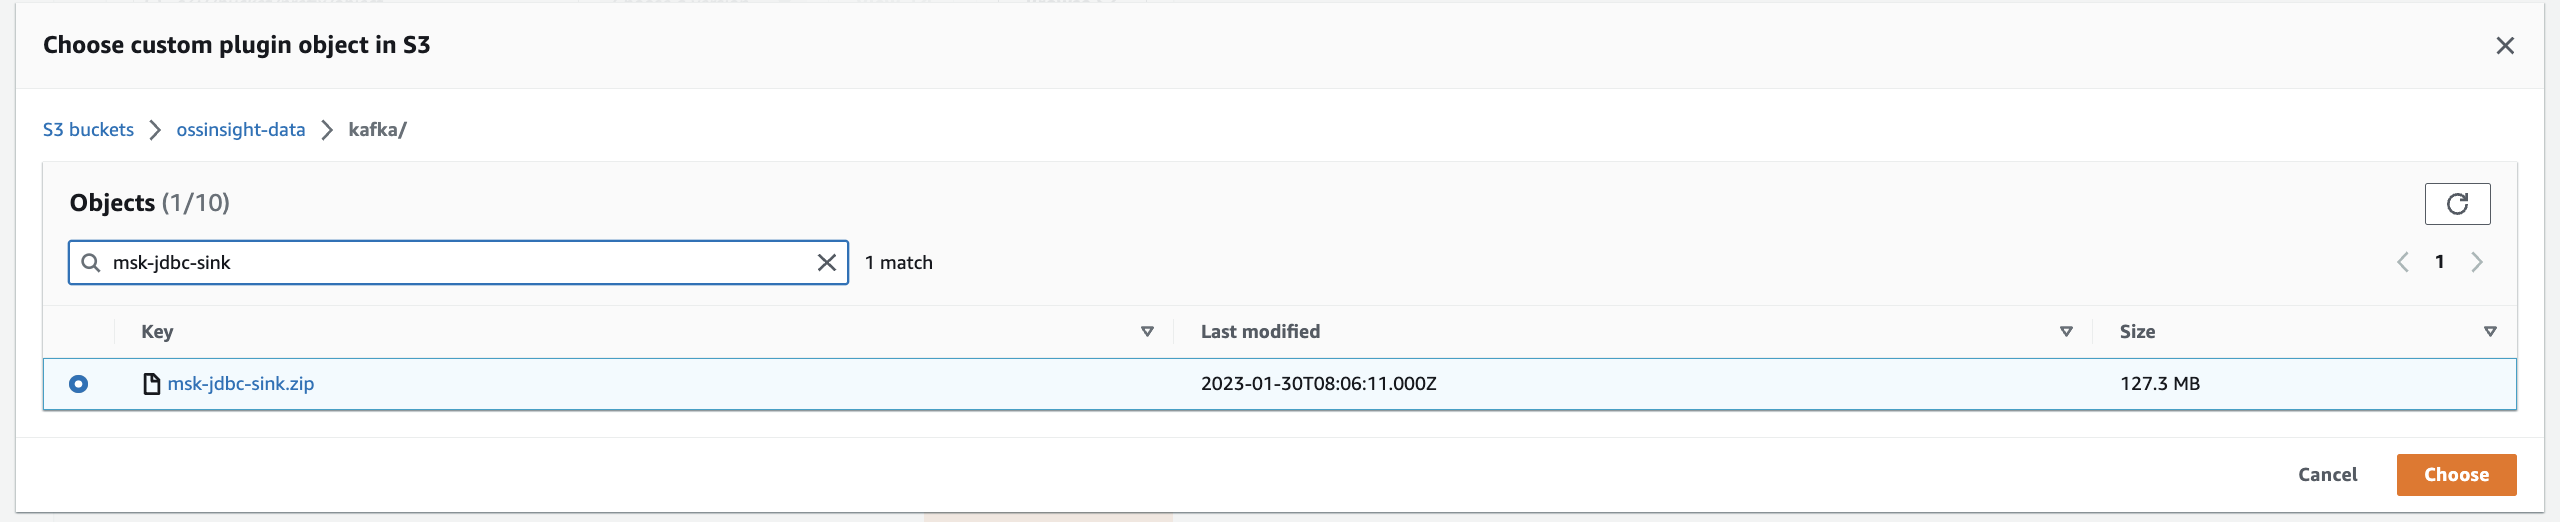 Choose custom plugin object in S3
S3 buckets ossinsight-data kafka/
Objects (1/10)
msk-jdbc-sink 1 match 1
Key Last modified Size
msk-jdbc-sink.zip 2023-01-30T08:06:11.000Z 127.3 MB
Cancel Choose